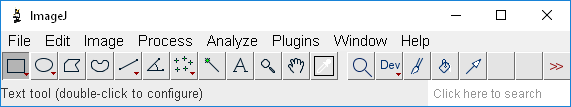 ImageJ
File Edit Image Process Analyze Plugins Window Help
A Dev >>
Text tool (double-click to configure) Click here to search